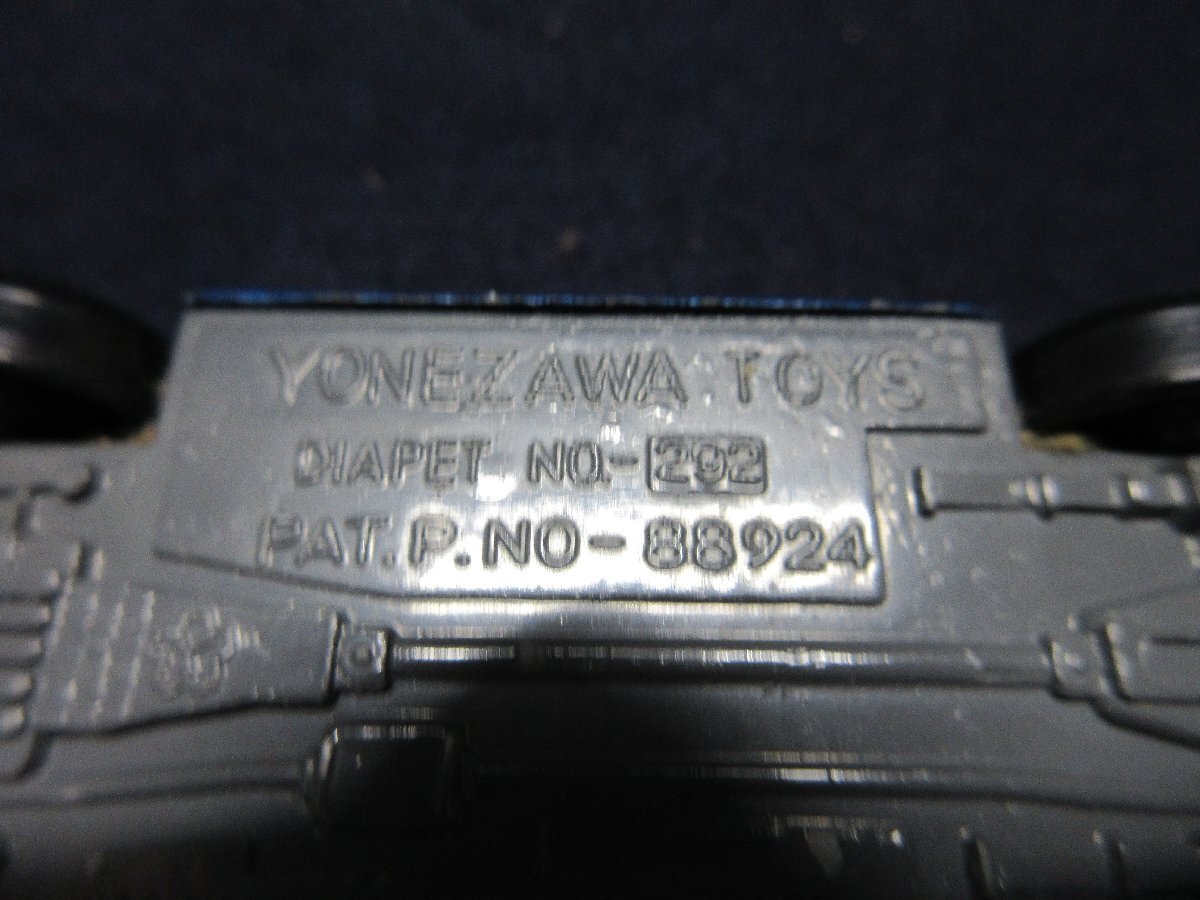 YONEZAWA TOYS
DIAPET NO.-292
PAT.P.NO-88924